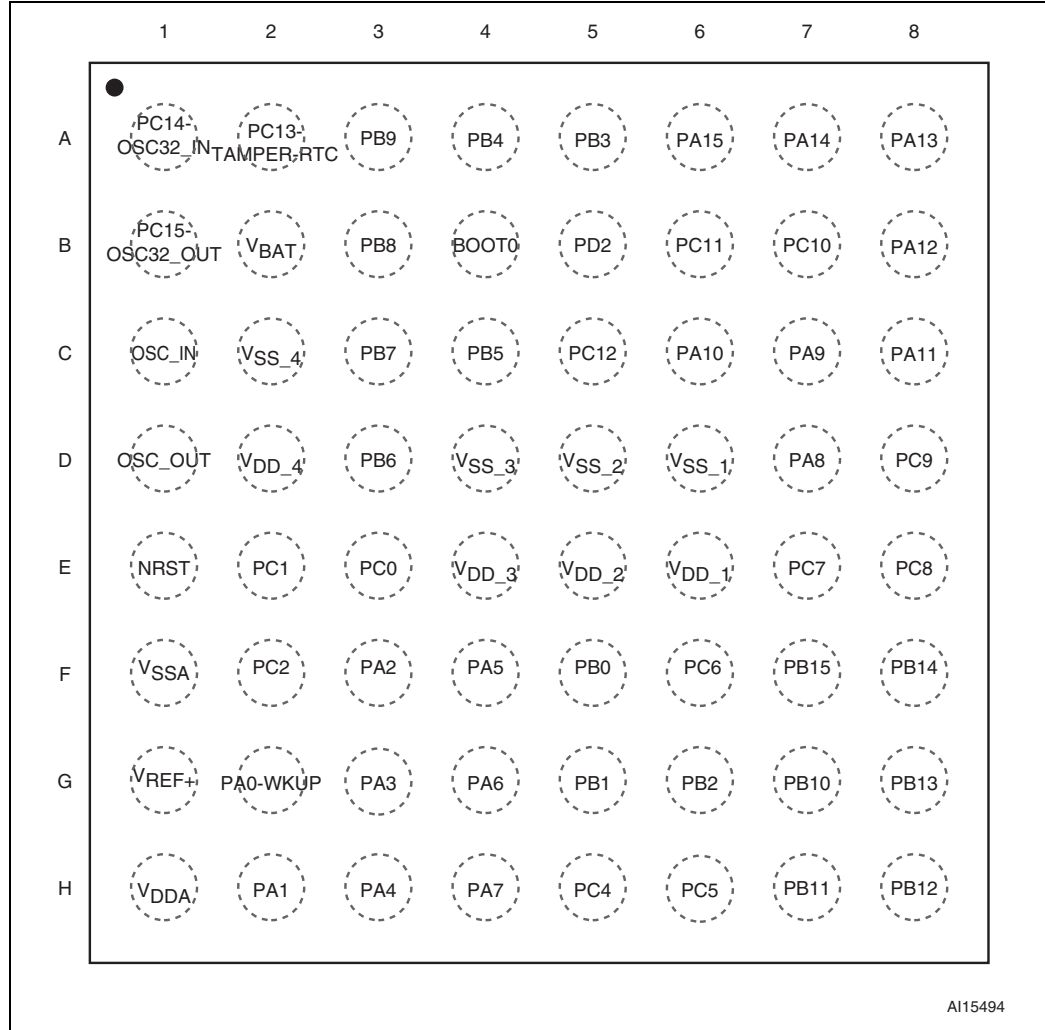 1 2 3 4 5 6 7 8
A PC14-OSC32_IN PC13-TAMPER-RTC PB9 PB4 PB3 PA15 PA14 PA13
B PC15-OSC32_OUT VBAT PB8 BOOT0 PD2 PC11 PC10 PA12
C OSC_IN VSS_4 PB7 PB5 PC12 PA10 PA9 PA11
D OSC_OUT VDD_4 PB6 VSS_3 VSS_2 VSS_1 PA8 PC9
E NRST PC1 PC0 VDD_3 VDD_2 VDD_1 PC7 PC8
F VSSA PC2 PA2 PA5 PB0 PC6 PB15 PB14
G VREF+ PA0-WKUP PA3 PA6 PB1 PB2 PB10 PB13
H VDDA PA1 PA4 PA7 PC4 PC5 PB11 PB12
AI15494